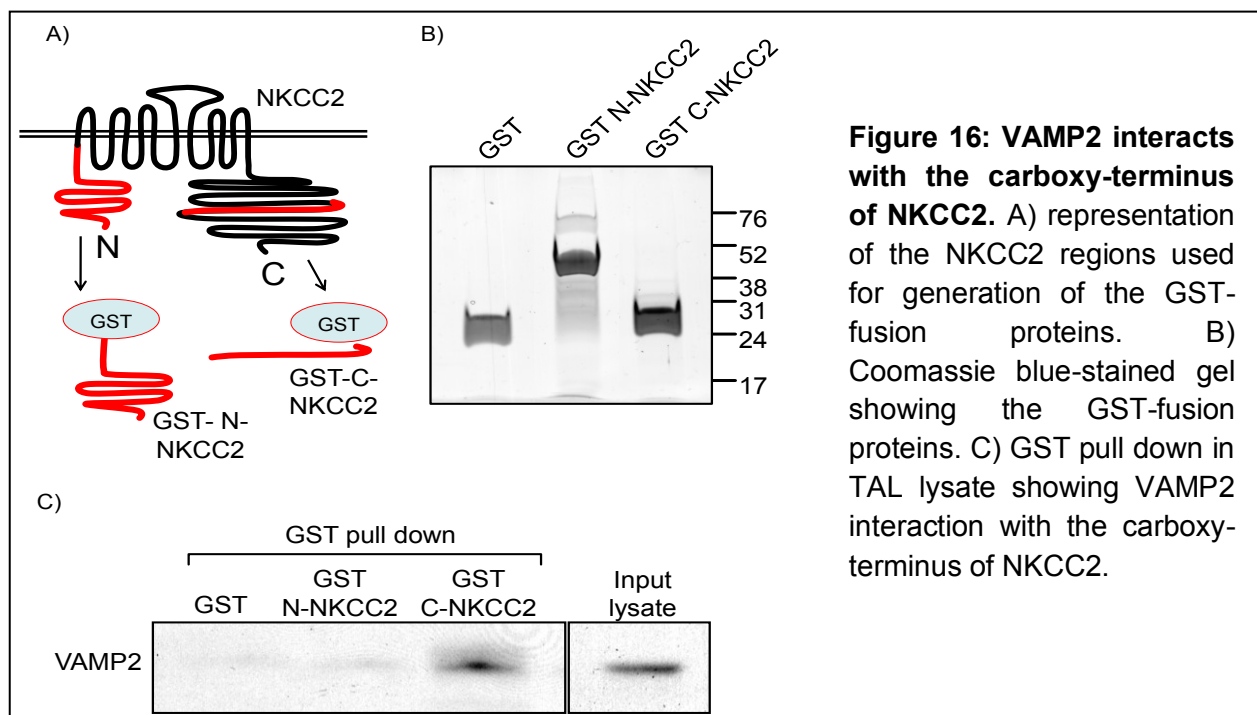 A)
NKCC2
N
C
GST
GST
GST-C-
NKCC2
GST- N-
NKCC2
B)
GST
GST N-NKCC2
GST C-NKCC2
76
52
38
31
24
17
C)
GST pull down
GST
GST
N-NKCC2
GST
C-NKCC2
Input
lysate
VAMP2
Figure 16: VAMP2 interacts
with the carboxy-terminus
of NKCC2. A) representation
of the NKCC2 regions used
for generation of the GST-
fusion proteins. B)
Coomassie blue-stained gel
showing the GST-fusion
proteins. C) GST pull down in
TAL lysate showing VAMP2
interaction with the carboxy-
terminus of NKCC2.